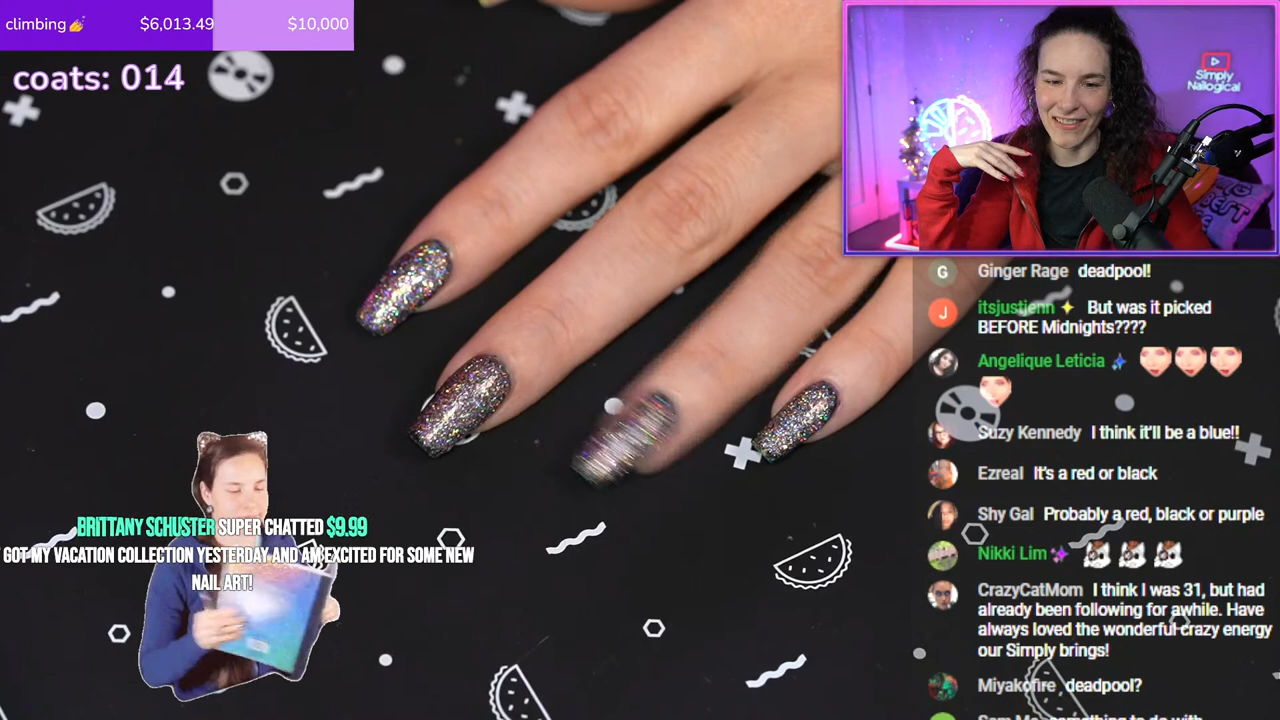 climbing💅 $6,013.49 $10,000
coats: 014
Simply
Nailogical
Ginger Rage deadpool!
itsjustjenn ✨ But was it picked
BEFORE Midnights????
Angelique Leticia
Suzy Kennedy I think it'll be a blue!!
Ezreal It's a red or black
Shy Gal Probably a red, black or purple
Nikki Lim
CrazyCatMom I think I was 31, but had
already been following for awhile. Have
always loved the wonderful crazy energy
our Simply brings!
Miyakofire deadpool?
BRITTANY SCHUSTER SUPER CHATTED $9.99
GOT MY VACATION COLLECTION YESTERDAY AND AM EXCITED FOR SOME NEW
NAIL ART!